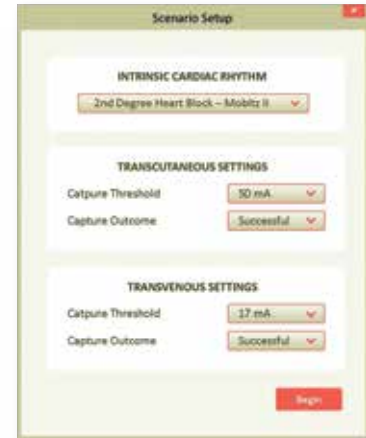 Scenario Setup
INTRINSIC CARDIAC RHYTHM
2nd Degree Heart Block – Mobitz II
TRANSCUTANEOUS SETTINGS
Catpure Threshold 50 mA
Capture Outcome Successful
TRANSVENOUS SETTINGS
Catpure Threshold 17 mA
Capture Outcome Successful
Begin